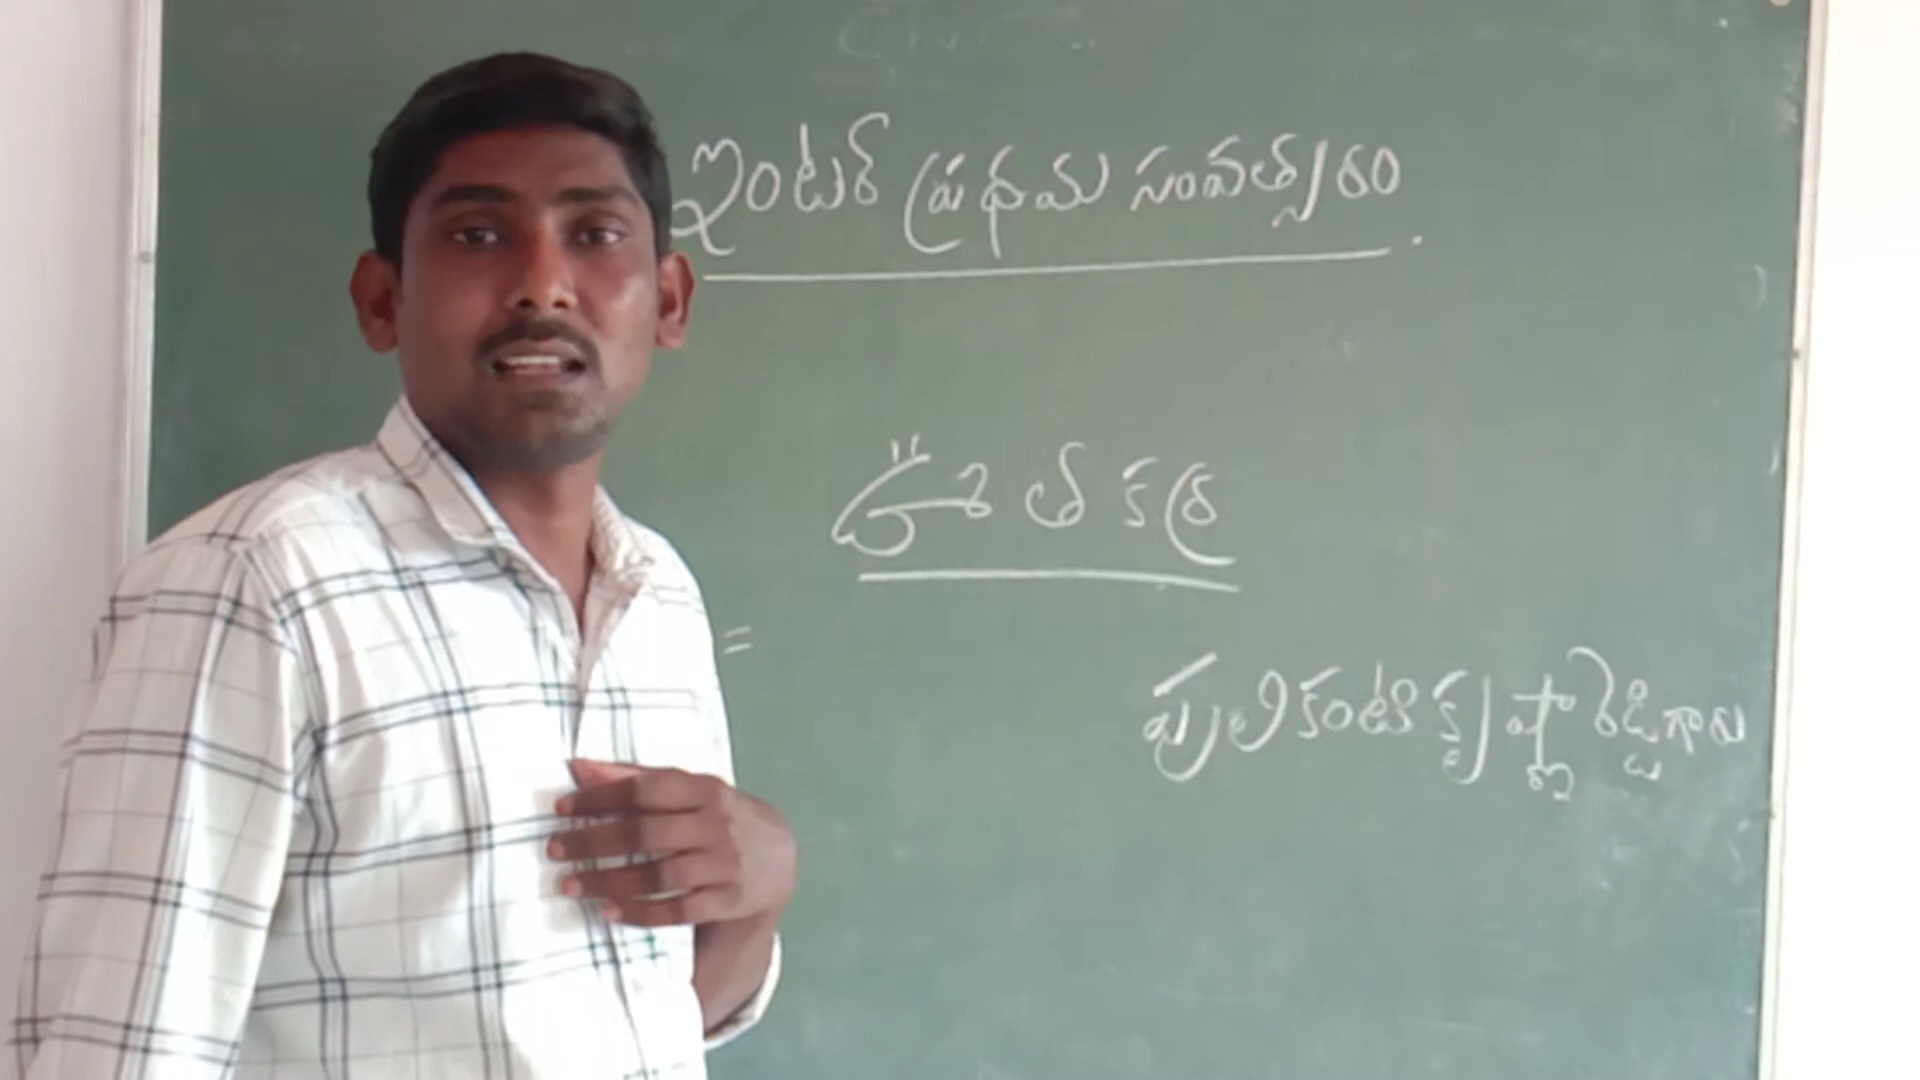 ఇంటర్ ప్రథమ సంవత్సరం.
ఊతకర్ర
=
పులికంటి కృష్ణారెడ్డి గారు